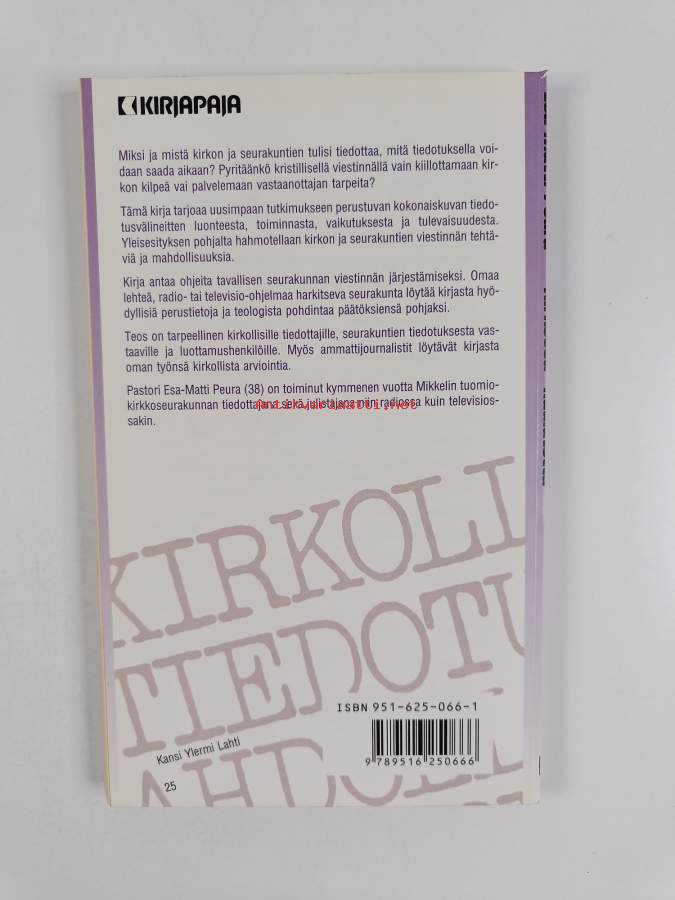 KIRJAPAJA
Miksi ja mistä kirkon ja seurakuntien tulisi tiedottaa, mitä tiedotuksella voi-
daan saada aikaan? Pyritäänkö kristillisellä viestinnällä vain kiillottamaan kir-
kon kilpeä vai palvelemaan vastaanottajan tarpeita?
Tämä kirja tarjoaa uusimpaan tutkimukseen perustuvan kokonaiskuvan tiedo-
tusvälineitten luonteesta, toiminnasta, vaikutuksesta ja tulevaisuudesta.
Yleisesityksen pohjalta hahmotellaan kirkon ja seurakuntien viestinnän tehtä-
viä ja mahdollisuuksia.
Kirja antaa ohjeita tavallisen seurakunnan viestinnän järjestämiseksi. Omaa
lehteä, radio- tai televisio-ohjelmaa harkitseva seurakunta löytää kirjasta hyö-
dyllisiä perustietoja ja teologista pohdintaa päätöksiensä pohjaksi.
Teos on tarpeellinen kirkollisille tiedottajille, seurakuntien tiedotuksesta vas-
taaville ja luottamushenkilöille. Myös ammattijournalistit löytävät kirjasta
oman työnsä kirkollista arviointia.
Pastori Esa-Matti Peura (38) on toiminut kymmenen vuotta Mikkelin tuomio-
kirkkoseurakunnan tiedottajana sekä julistajana niin radiossa kuin televisios-
sakin.
KIRKOLLI
TIEDOTU
ISBN 951-625-066-1
9 789516 250666
Kansi Ylermi Lahti
25